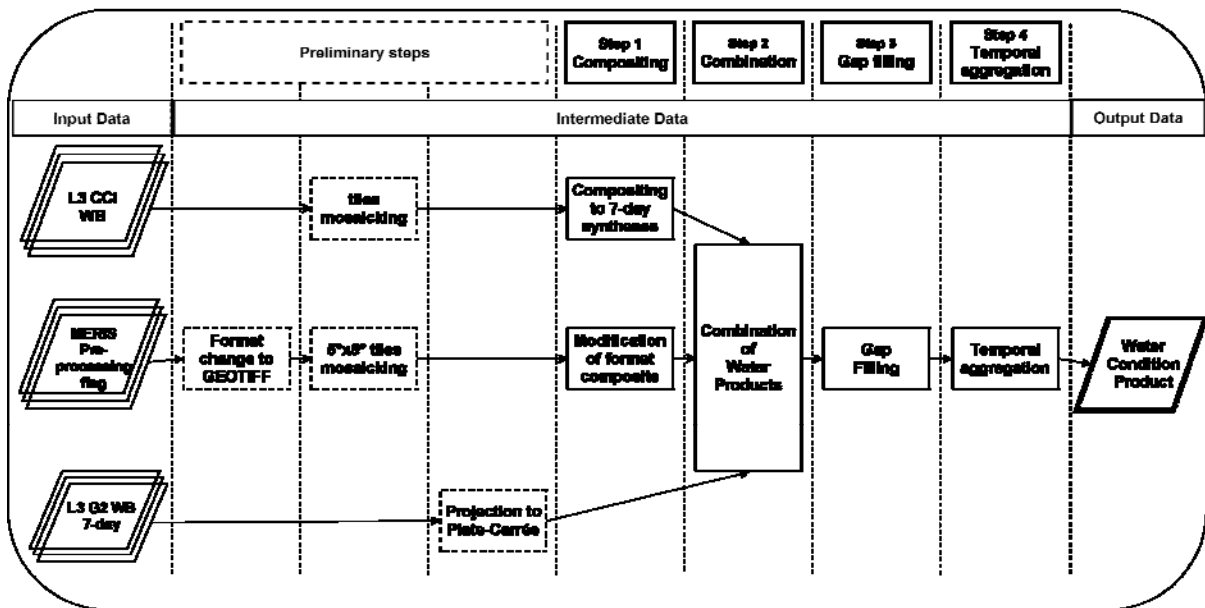 Preliminary steps
Step 1
Compositing
Step 2
Combination
Step 3
Gap filling
Step 4
Temporal
aggregation
Input Data
Intermediate Data
Output Data
L3 CCI
WB
tiles
mosaicking
Compositing
to 7-day
syntheses
MERIS
Pre-
processing
flag
Format
change to
GEOTIFF
5°x5° tiles
mosaicking
Modification
of format
composite
Combination
of
Water
Products
Gap
Filling
Temporal
aggregation
Water
Condition
Product
L3 G2 WB
7-day
Projection to
Plate-Carrée